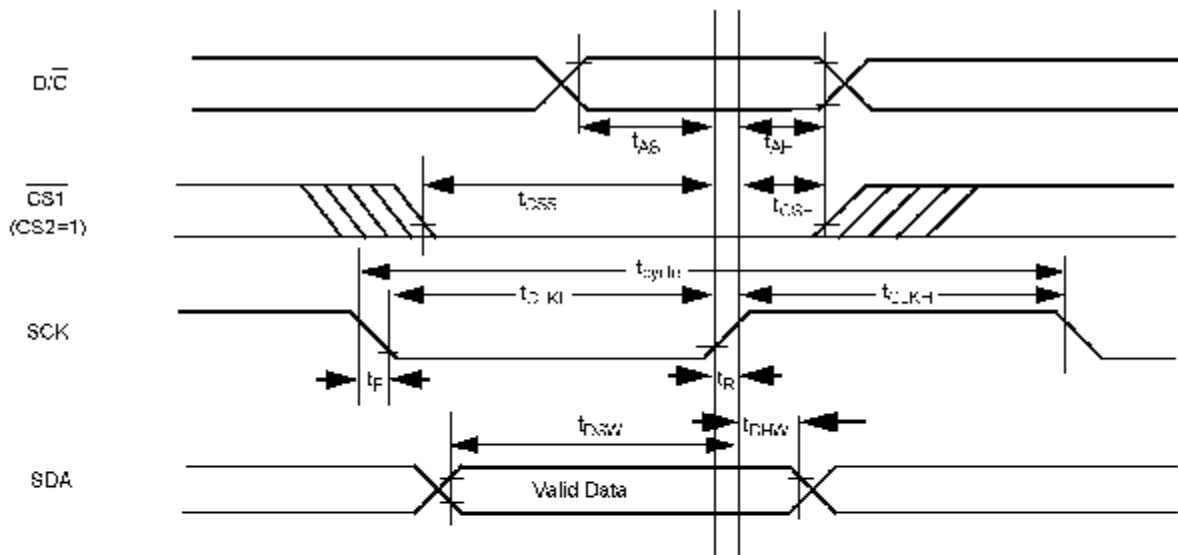 D/C
tAS
tAH
CS1
(CS2=1)
tCSS
tCSH
tcycle
tCLKL
tCLKH
SCK
tF
tR
tDSW
tDHW
SDA
Valid Data